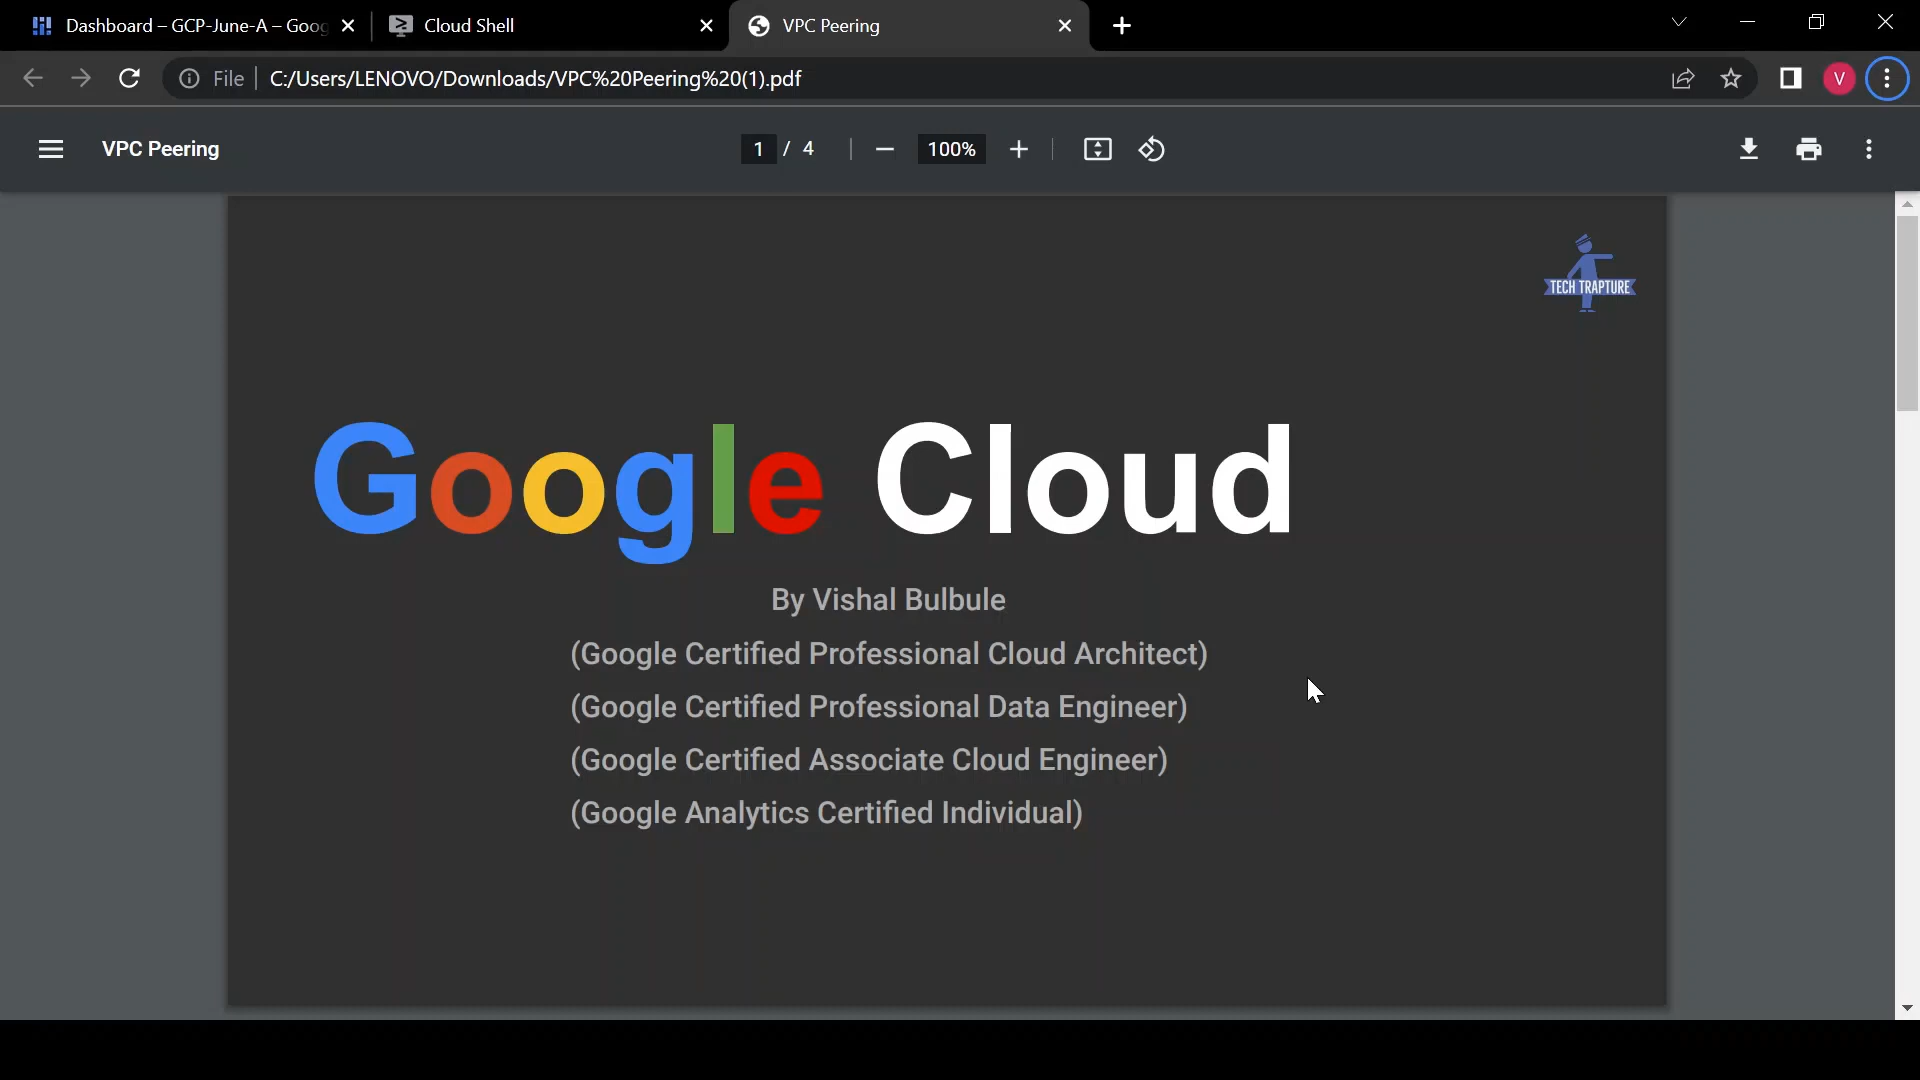 Dashboard – GCP-June-A – Goog
Cloud Shell
VPC Peering
File
C:/Users/LENOVO/Downloads/VPC%20Peering%20(1).pdf
V
VPC Peering
1 / 4
100%
TECH TRAPTURE
Google Cloud
By Vishal Bulbule
(Google Certified Professional Cloud Architect)
(Google Certified Professional Data Engineer)
(Google Certified Associate Cloud Engineer)
(Google Analytics Certified Individual)